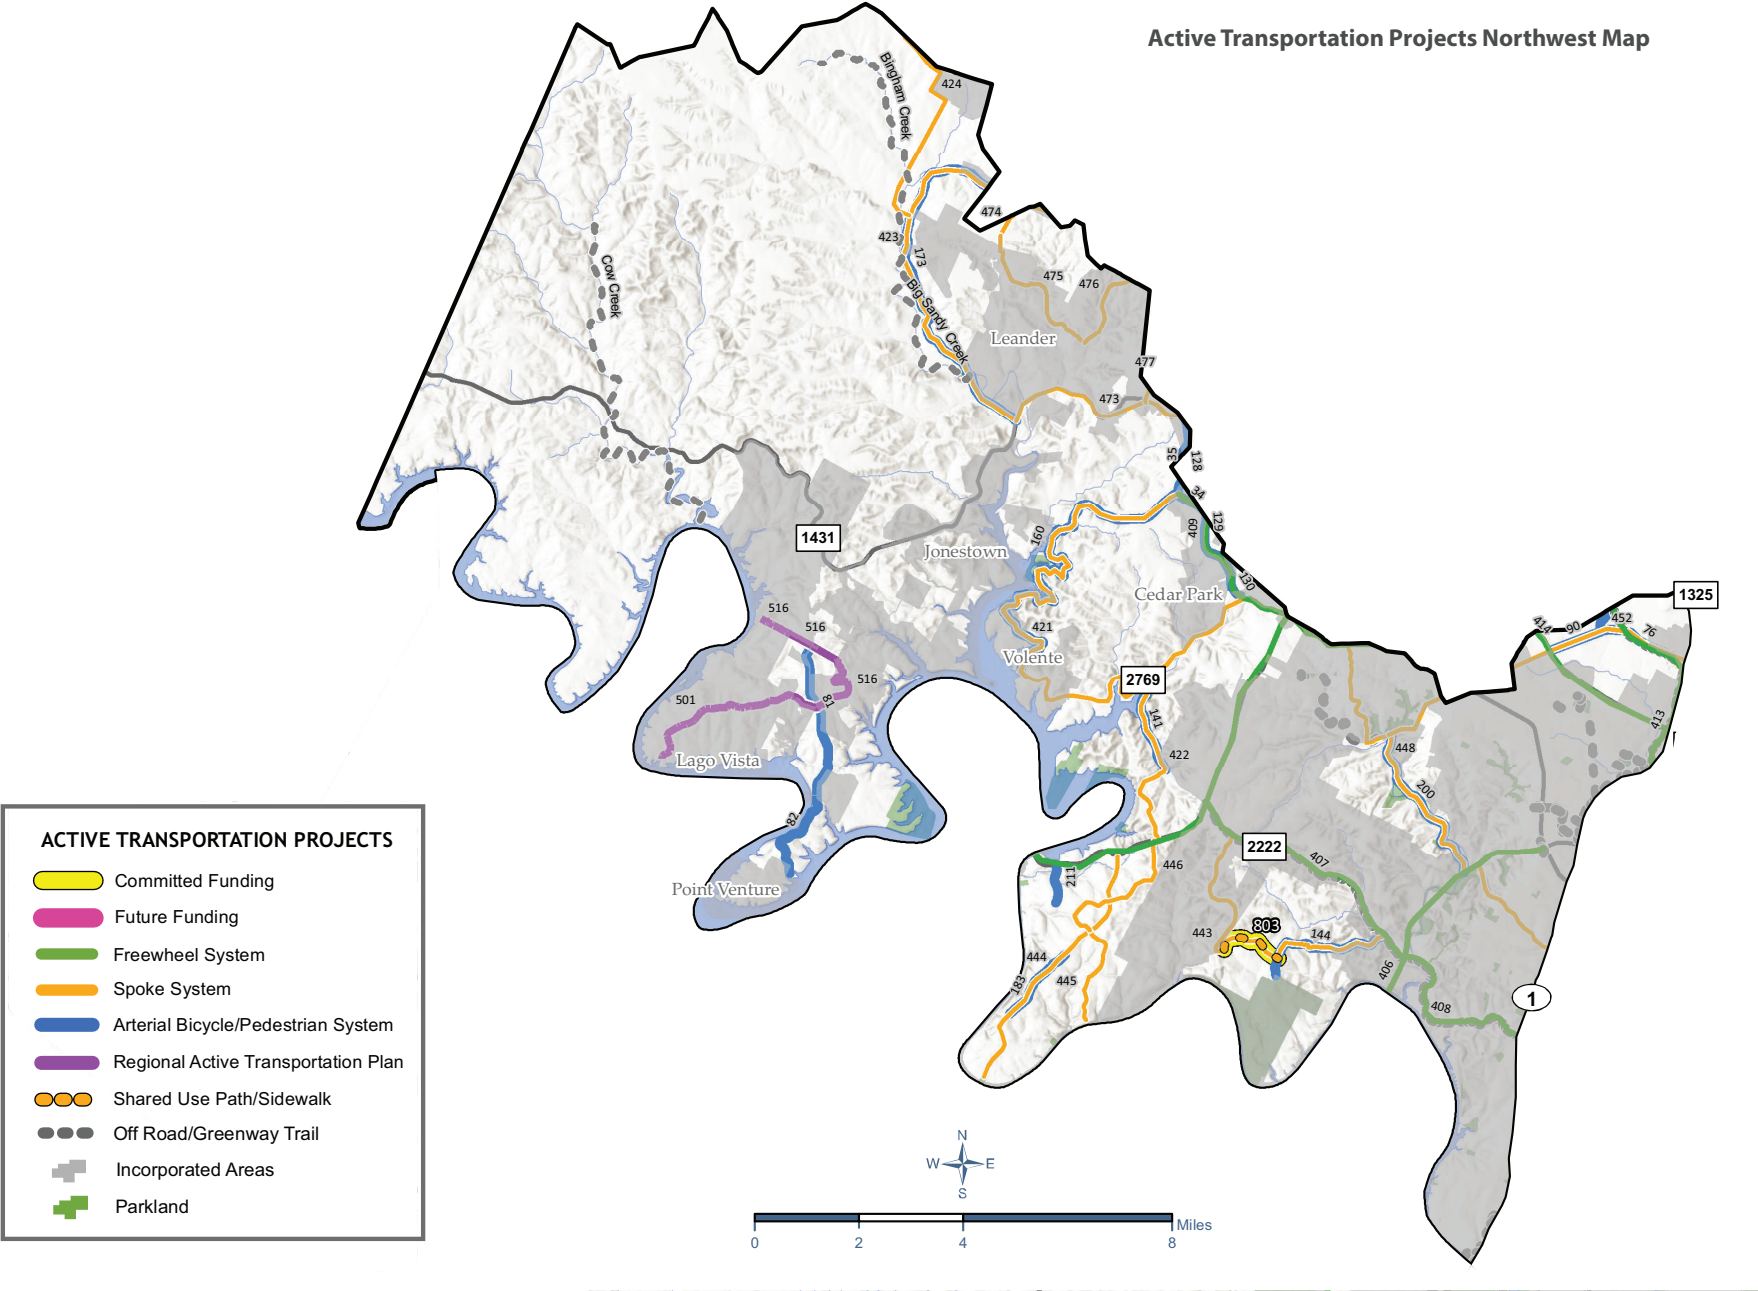 Active Transportation Projects Northwest Map
Bingham Creek
424
474
423
173
Cow Creek
475
476
Big Sandy Creek
Leander
477
473
35
128
34
1431
160
409
129
Jonestown
130
Cedar Park
1325
516
516
421
414
90
452
76
Volente
516
2769
501
81
141
413
422
448
Lago Vista
200
82
2222
407
446
211
Point Venture
803
443
144
444
183
445
406
1
408
ACTIVE TRANSPORTATION PROJECTS
Committed Funding
Future Funding
Freewheel System
Spoke System
Arterial Bicycle/Pedestrian System
Regional Active Transportation Plan
Shared Use Path/Sidewalk
Off Road/Greenway Trail
Incorporated Areas
Parkland
N
W E
S
Miles
0 2 4 8